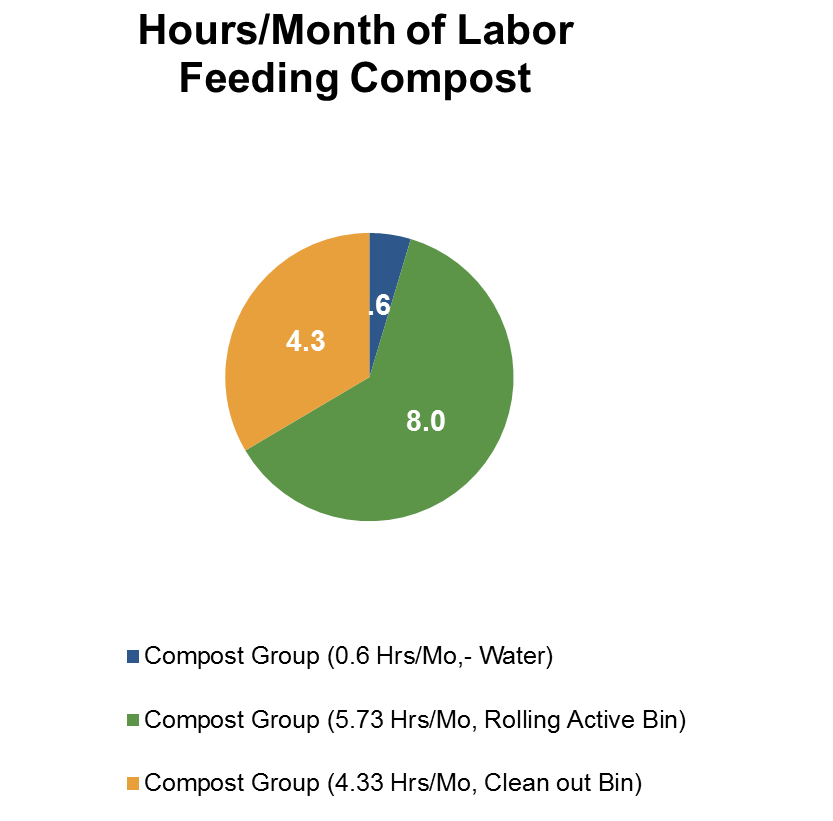 Hours/Month of Labor
Feeding Compost
.6
4.3
8.0
Compost Group (0.6 Hrs/Mo,- Water)
Compost Group (5.73 Hrs/Mo, Rolling Active Bin)
Compost Group (4.33 Hrs/Mo, Clean out Bin)